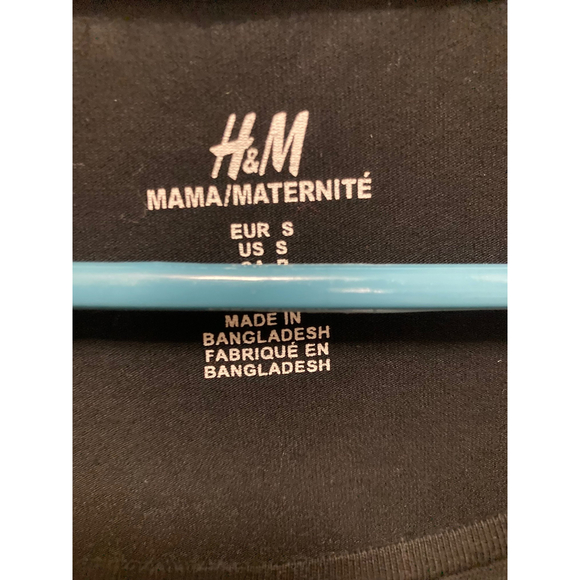 H&M
MAMA/MATERNITÉ
EUR S
US S
MADE IN
BANGLADESH
FABRIQUÉ EN
BANGLADESH